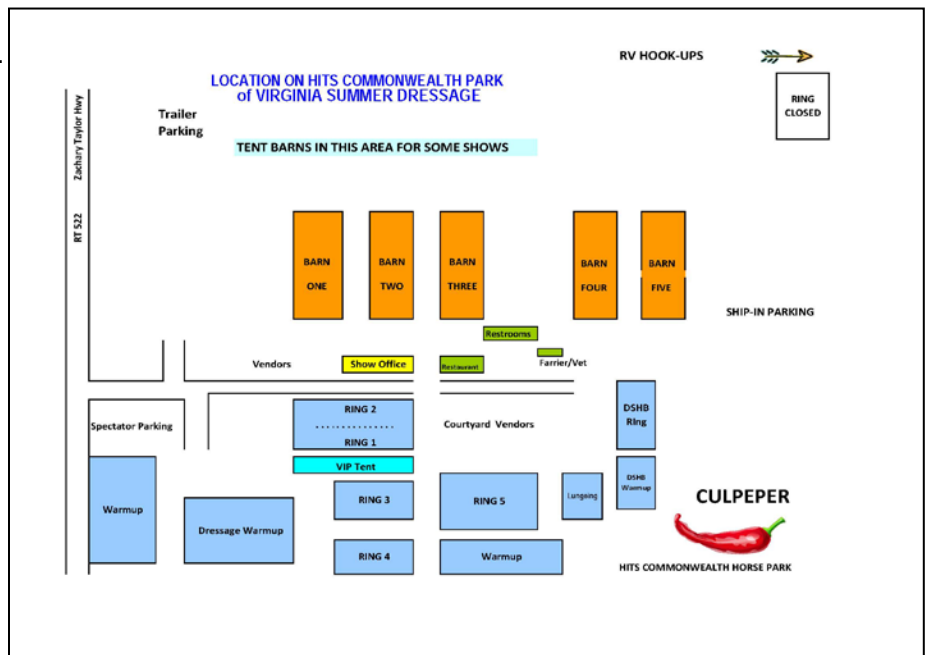 RV HOOK-UPS
LOCATION ON HITS COMMONWEALTH PARK
of VIRGINIA SUMMER DRESSAGE
RING
CLOSED
Zachary Taylor Hwy
RT 522
Trailer
Parking
TENT BARNS IN THIS AREA FOR SOME SHOWS
BARN
ONE
BARN
TWO
BARN
THREE
BARN
FOUR
BARN
FIVE
SHIP-IN PARKING
Restrooms
Vendors
Show Office
Restaurant
Farrier/Vet
Spectator Parking
RING 2
RING 1
Courtyard Vendors
DSHB
Ring
VIP Tent
Warmup
Dressage Warmup
RING 3
RING 5
Lungeing
DSHB
Warmup
CULPEPER
RING 4
Warmup
HITS COMMONWEALTH HORSE PARK